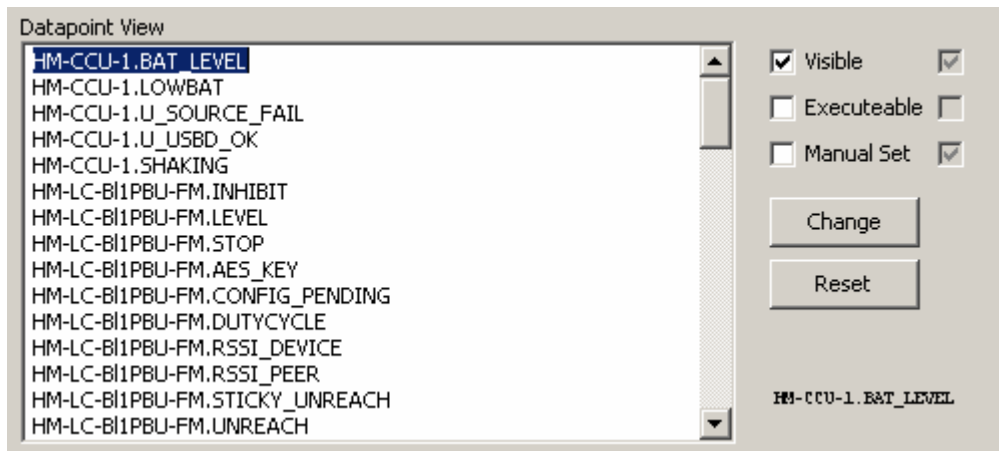 Datapoint View
HM-CCU-1.BAT_LEVEL
HM-CCU-1.LOWBAT
HM-CCU-1.U_SOURCE_FAIL
HM-CCU-1.U_USBD_OK
HM-CCU-1.SHAKING
HM-LC-Bl1PBU-FM.INHIBIT
HM-LC-Bl1PBU-FM.LEVEL
HM-LC-Bl1PBU-FM.STOP
HM-LC-Bl1PBU-FM.AES_KEY
HM-LC-Bl1PBU-FM.CONFIG_PENDING
HM-LC-Bl1PBU-FM.DUTYCYCLE
HM-LC-Bl1PBU-FM.RSSI_DEVICE
HM-LC-Bl1PBU-FM.RSSI_PEER
HM-LC-Bl1PBU-FM.STICKY_UNREACH
HM-LC-Bl1PBU-FM.UNREACH
Visible
Executeable
Manual Set
Change
Reset
HM-CCU-1.BAT_LEVEL